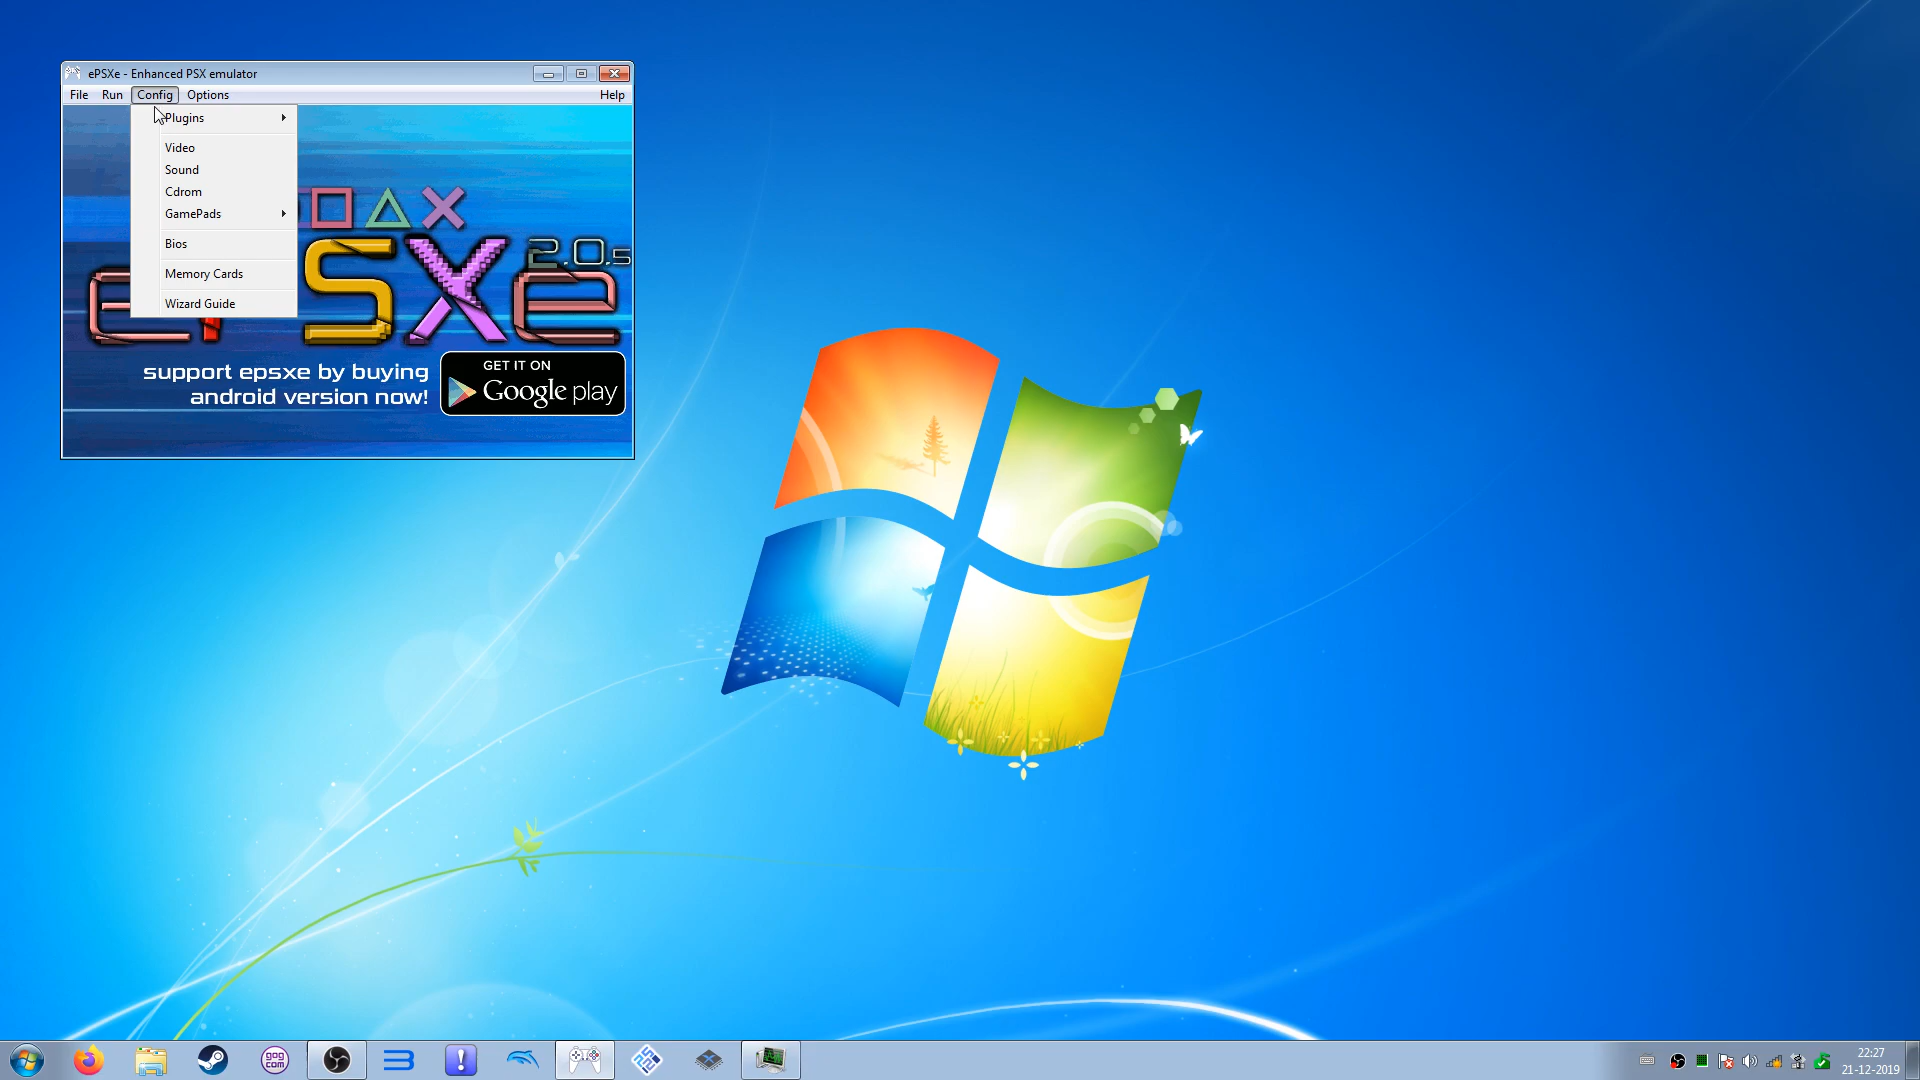 ePSXe - Enhanced PSX emulator
File Run Config Options Help
Plugins
Video
Sound
Cdrom
GamePads
Bios
Memory Cards
Wizard Guide
2.0.5
ePSXe
support epsxe by buying
android version now!
GET IT ON
Google play
GOG
COM
22:27
21-12-2019